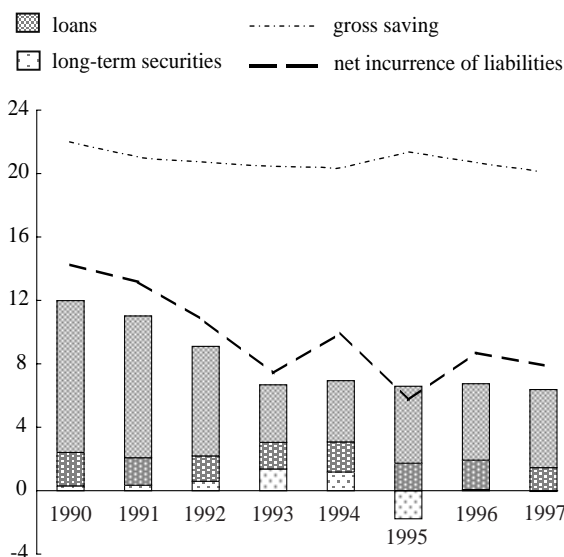 loans
gross saving
long-term securities
net incurrence of liabilities
24
20
16
12
8
4
0
-4
1990 1991 1992 1993 1994 1995 1996 1997